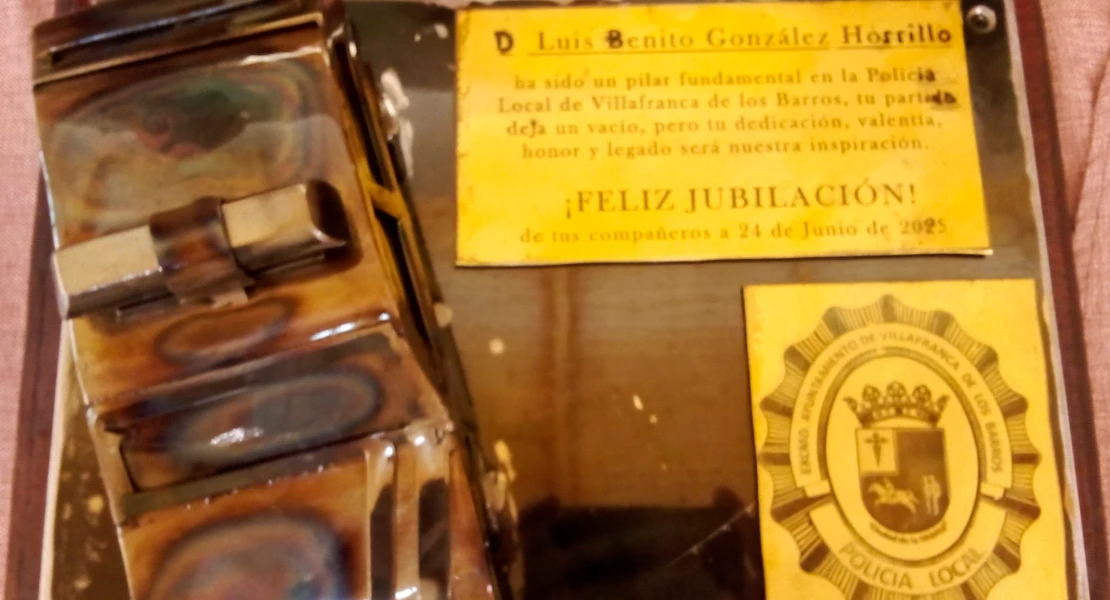 D Luis Benito González Horrillo
ha sido un pilar fundamental en la Policia
Local de Villafranca de los Barros, tu partida
deja un vacío, pero tu dedicación, valentía,
honor y legado será nuestra inspiración.
¡FELIZ JUBILACIÓN!
de tus compañeros a 24 de Junio de 2025
EXCMO. AYUNTAMIENTO DE VILLAFRANCA DE LOS BARROS
POLICIA LOCAL